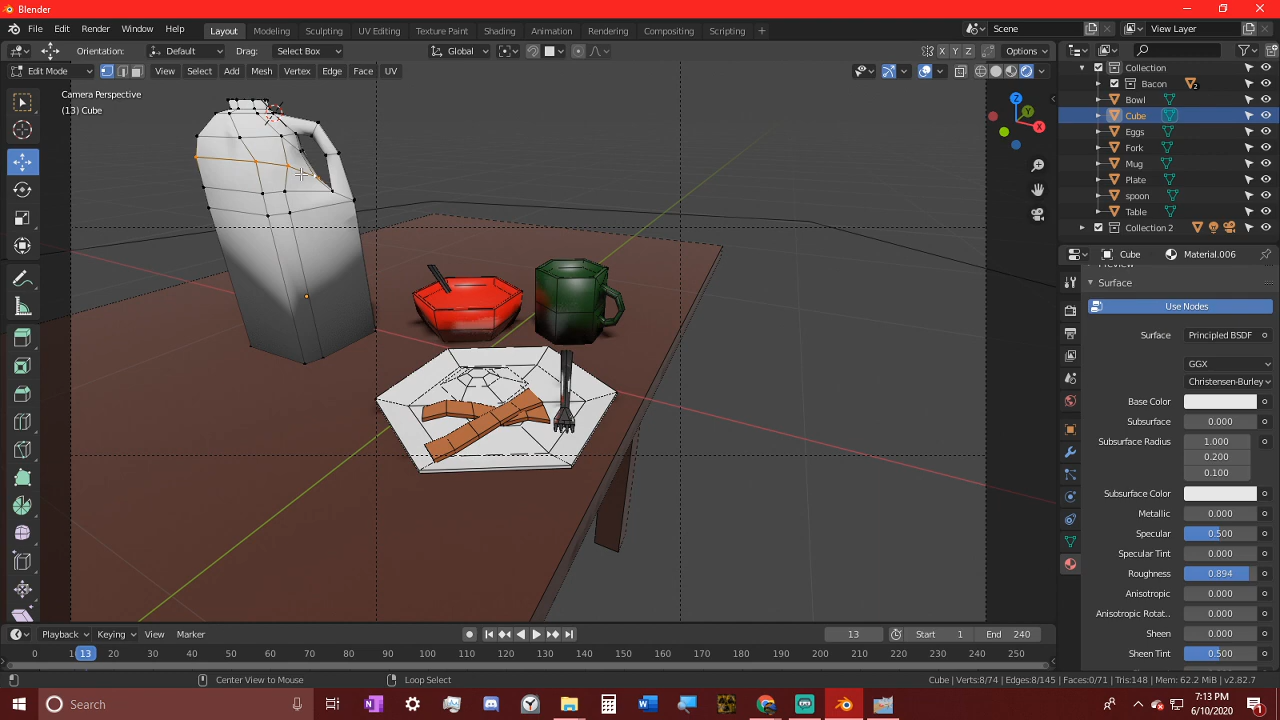 Blender
File Edit Render Window Help Layout Modeling Sculpting UV Editing Texture Paint Shading Animation Rendering Compositing Scripting + Scene View Layer
Orientation: Default Drag: Select Box Global X Y Z Options
Edit Mode View Select Add Mesh Vertex Edge Face UV
Camera Perspective
(13) Cube
Z
Y
X
Collection
Bacon 2
Bowl
Cube
Eggs
Fork
Mug
Plate
spoon
Table
Collection 2
Cube Material.006
Preview
Surface
Use Nodes
Surface Principled BSDF
GGX
Christensen-Burley
Base Color
Subsurface 0.000
Subsurface Radius 1.000
0.200
0.100
Subsurface Color
Metallic 0.000
Specular 0.500
Specular Tint 0.000
Roughness 0.894
Anisotropic 0.000
Anisotropic Rotat.. 0.000
Sheen 0.000
Sheen Tint 0.500
Playback Keying View Marker 13 Start 1 End 240
0 13 20 30 40 50 60 70 80 90 100 110 120 130 140 150 160 170 180 190 200 210 220 230 240 250
Center View to Mouse Loop Select Cube | Verts:8/74 | Edges:8/145 | Faces:0/71 | Tris:148 | Mem: 62.2 MiB | v2.82.7
Search 7:13 PM
6/10/2020